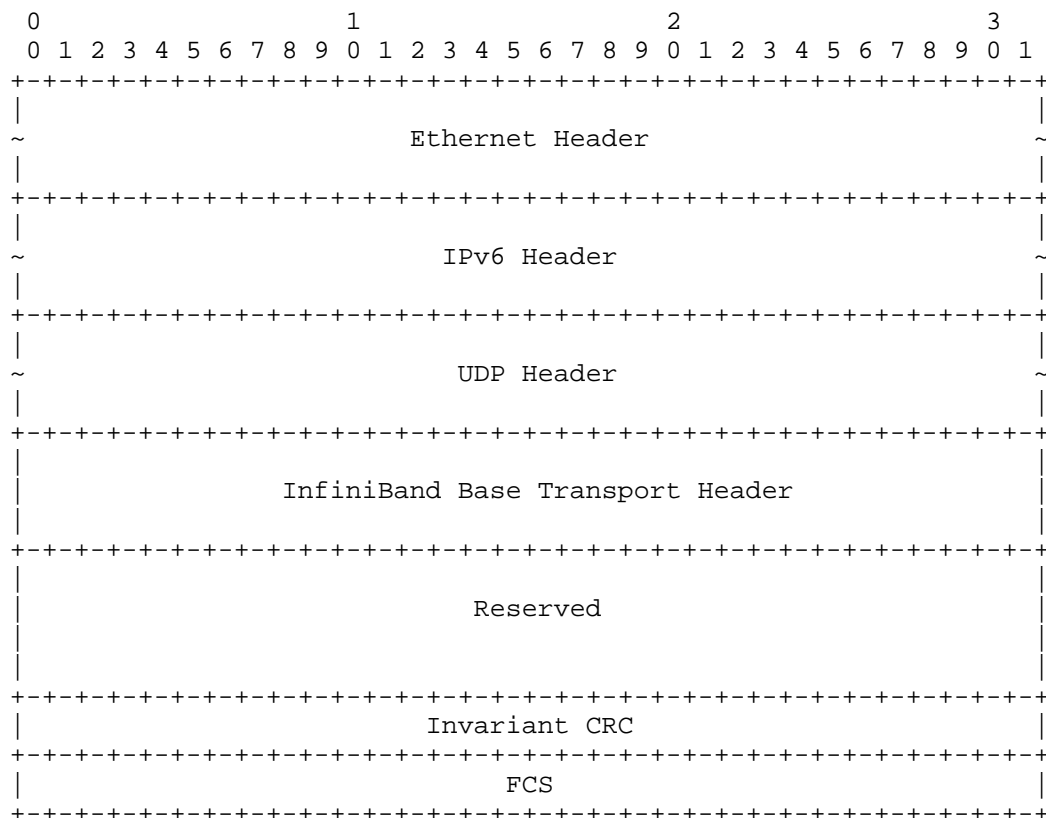 0                   1                   2                   3
 0 1 2 3 4 5 6 7 8 9 0 1 2 3 4 5 6 7 8 9 0 1 2 3 4 5 6 7 8 9 0 1
+-+-+-+-+-+-+-+-+-+-+-+-+-+-+-+-+-+-+-+-+-+-+-+-+-+-+-+-+-+-+-+-+
|                                                               |
~                        Ethernet Header                        ~
|                                                               |
+-+-+-+-+-+-+-+-+-+-+-+-+-+-+-+-+-+-+-+-+-+-+-+-+-+-+-+-+-+-+-+-+
|                                                               |
~                          IPv6 Header                          ~
|                                                               |
+-+-+-+-+-+-+-+-+-+-+-+-+-+-+-+-+-+-+-+-+-+-+-+-+-+-+-+-+-+-+-+-+
|                                                               |
~                           UDP Header                          ~
|                                                               |
+-+-+-+-+-+-+-+-+-+-+-+-+-+-+-+-+-+-+-+-+-+-+-+-+-+-+-+-+-+-+-+-+
|                                                               |
|                InfiniBand Base Transport Header               |
|                                                               |
+-+-+-+-+-+-+-+-+-+-+-+-+-+-+-+-+-+-+-+-+-+-+-+-+-+-+-+-+-+-+-+-+
|                                                               |
|                            Reserved                           |
|                                                               |
|                                                               |
+-+-+-+-+-+-+-+-+-+-+-+-+-+-+-+-+-+-+-+-+-+-+-+-+-+-+-+-+-+-+-+-+
|                         Invariant CRC                         |
+-+-+-+-+-+-+-+-+-+-+-+-+-+-+-+-+-+-+-+-+-+-+-+-+-+-+-+-+-+-+-+-+
|                              FCS                              |
+-+-+-+-+-+-+-+-+-+-+-+-+-+-+-+-+-+-+-+-+-+-+-+-+-+-+-+-+-+-+-+-+